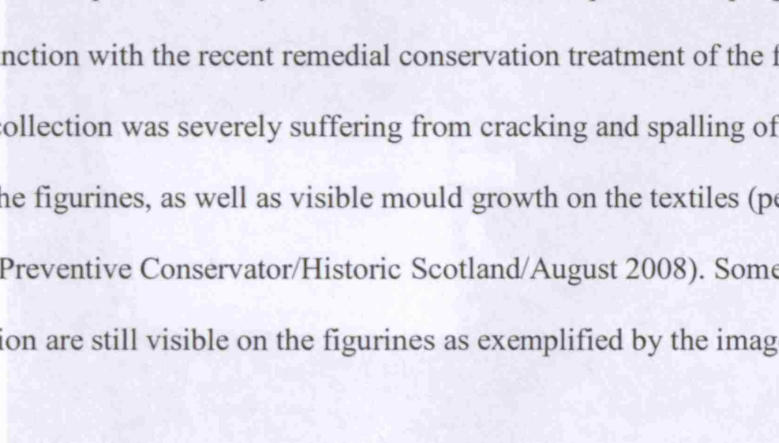 nction with the recent remedial conservation treatment of the f
collection was severely suffering from cracking and spalling of
he figurines, as well as visible mould growth on the textiles (pe
Preventive Conservator/Historic Scotland/August 2008). Some
ion are still visible on the figurines as exemplified by the imag